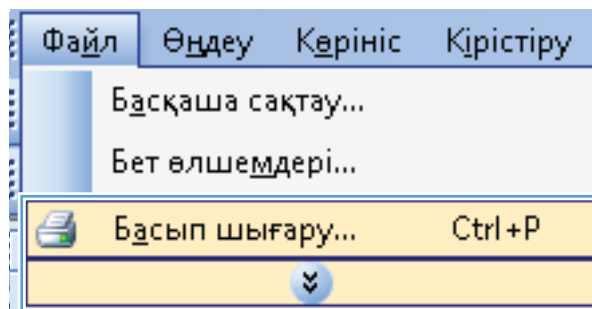 Файл Өңдеу Көрініс Кірістіру
Басқаша сақтау...
Бет өлшемдері...
Басып шығару... Ctrl+P